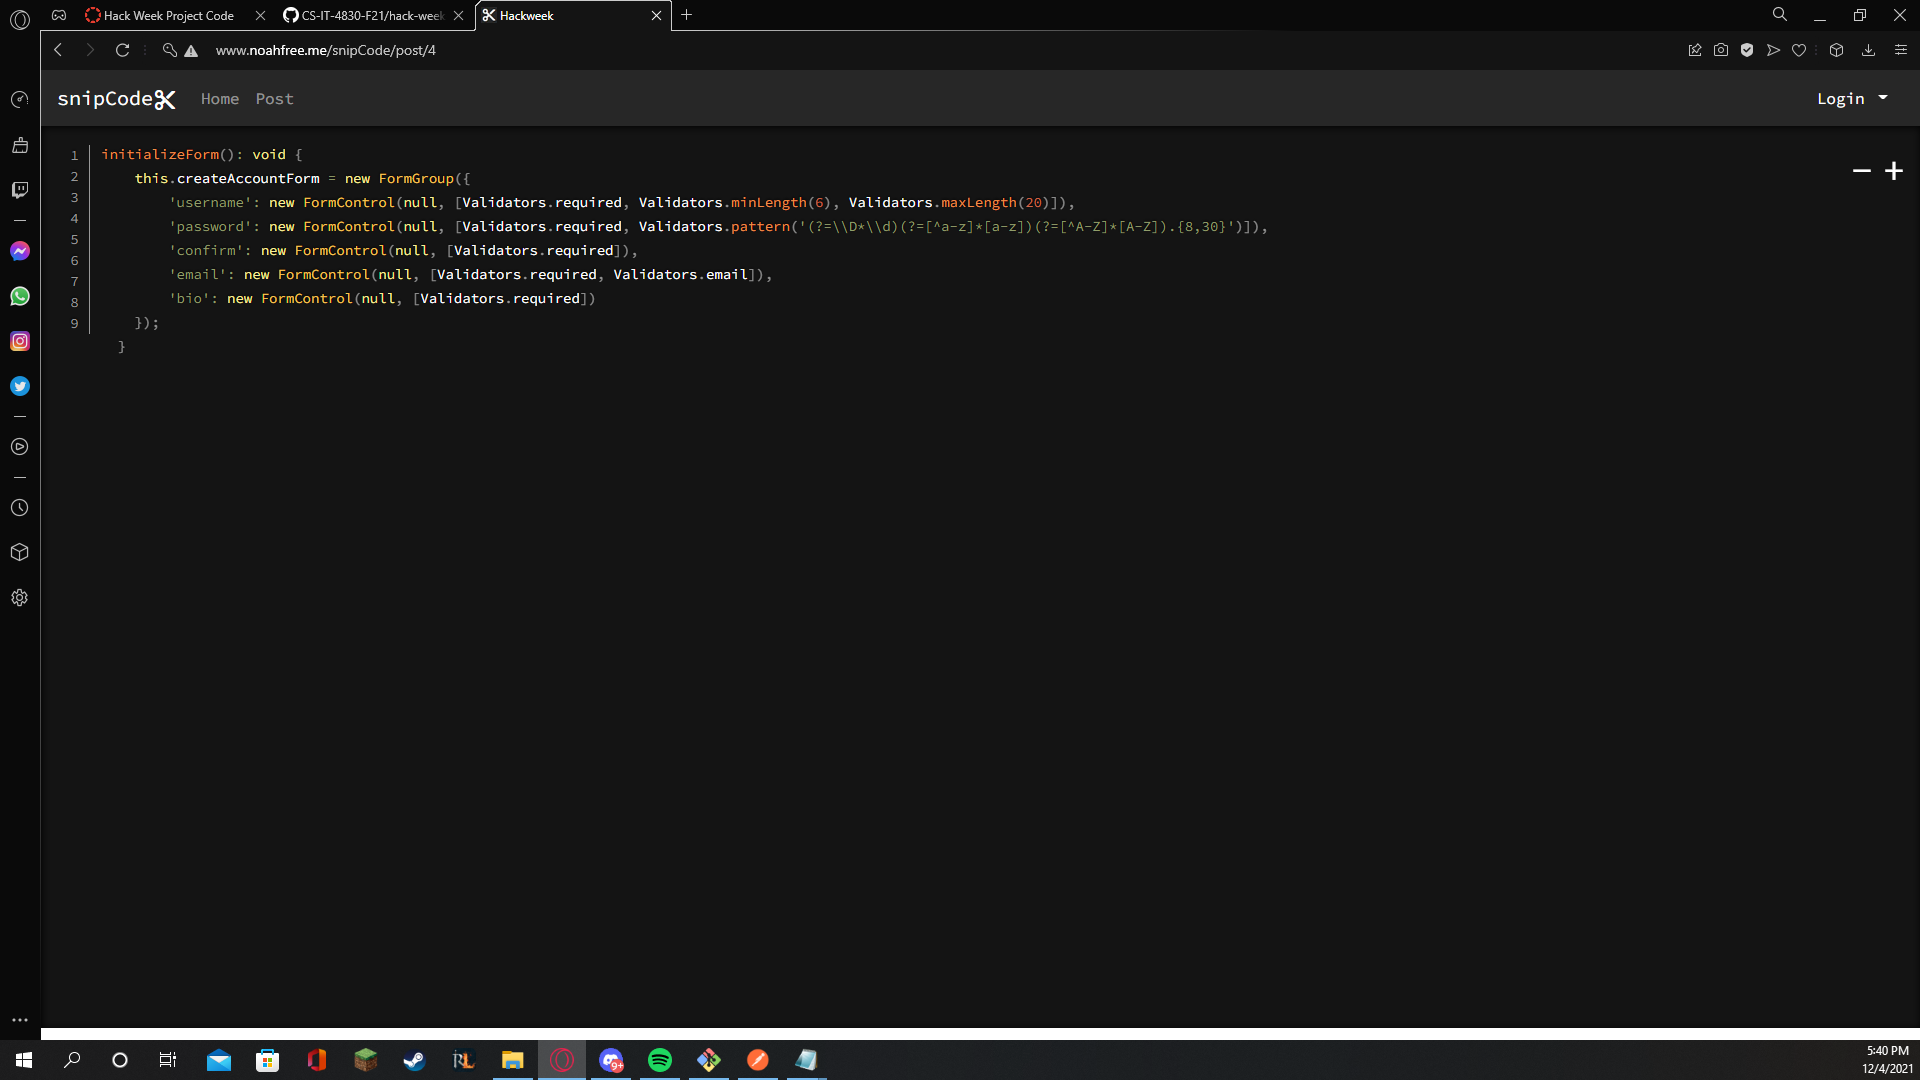 Hack Week Project Code
CS-IT-4830-F21/hack-week
Hackweek
www.noahfree.me/snipCode/post/4
snipCode Home Post Login
1 initializeForm(): void {
2 this.createAccountForm = new FormGroup({
3 'username': new FormControl(null, [Validators.required, Validators.minLength(6), Validators.maxLength(20)]),
4 'password': new FormControl(null, [Validators.required, Validators.pattern('(?=\\D*\\d)(?=[^a-z]*[a-z])(?=[^A-Z]*[A-Z]).{8,30}')]),
5 'confirm': new FormControl(null, [Validators.required]),
6 'email': new FormControl(null, [Validators.required, Validators.email]),
7 'bio': new FormControl(null, [Validators.required])
8 });
9 }
RL
9+
5:40 PM
12/4/2021